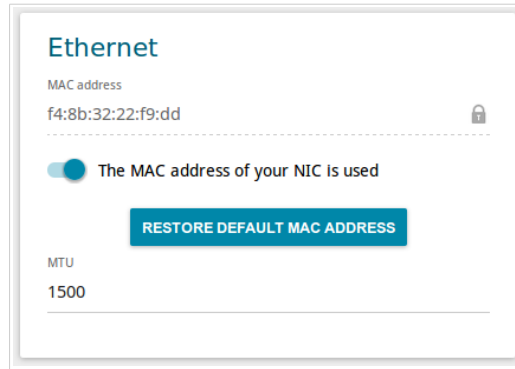 Ethernet
MAC address
f4:8b:32:22:f9:dd
The MAC address of your NIC is used
RESTORE DEFAULT MAC ADDRESS
MTU
1500